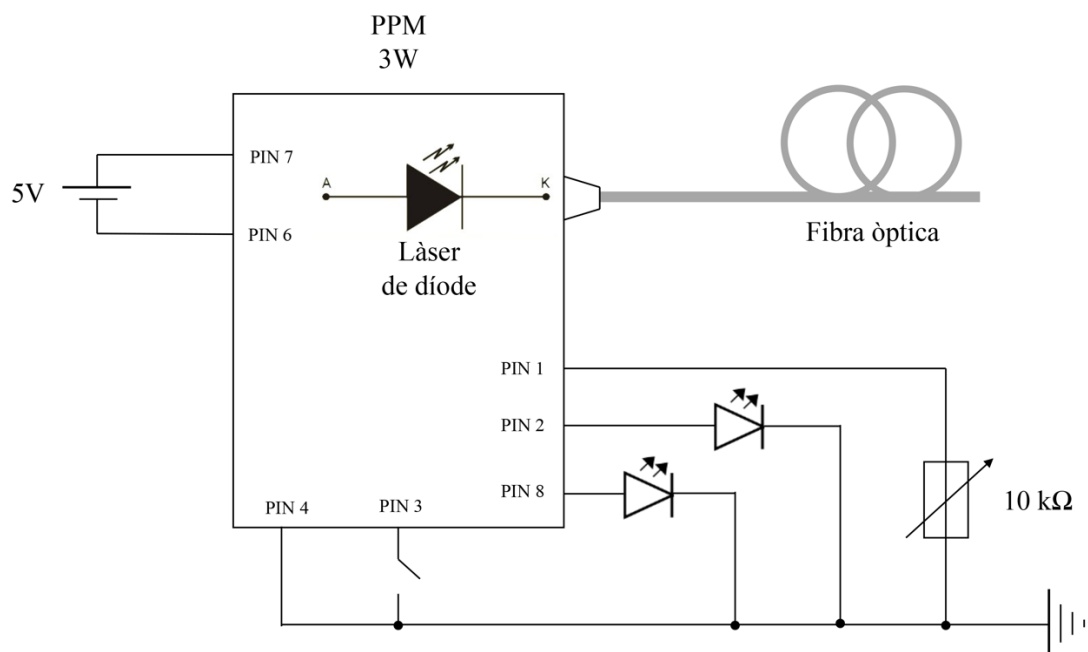 PPM
3W
PIN 7
A
K
5V
PIN 6
Fibra òptica
Làser
de díode
PIN 1
PIN 2
PIN 8
PIN 4
PIN 3
10 kΩ